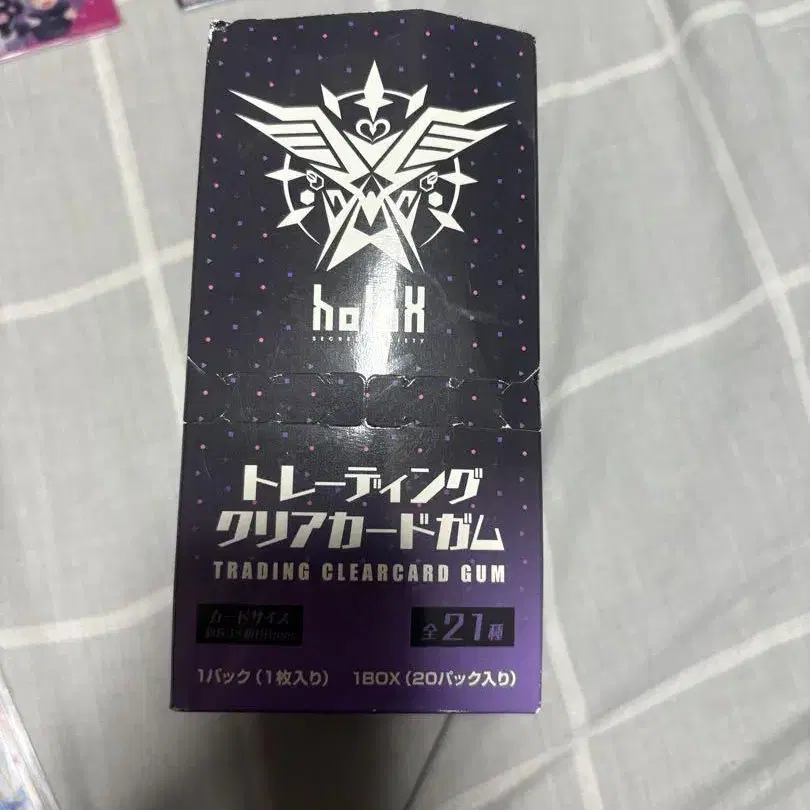 holoX
SECRET SOCIETY
トレーディング
クリアカードガム
TRADING CLEARCARD GUM
カードサイズ
全21種
1パック(1枚入り) 1BOX(20パック入り)